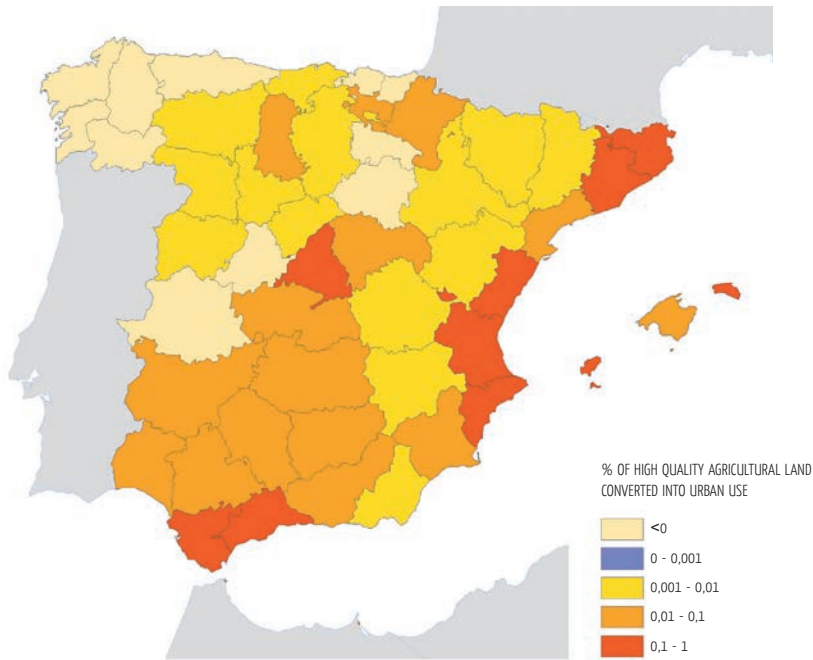 % OF HIGH QUALITY AGRICULTURAL LAND
CONVERTED INTO URBAN USE
<0
0 - 0,001
0,001 - 0,01
0,01 - 0,1
0,1 - 1